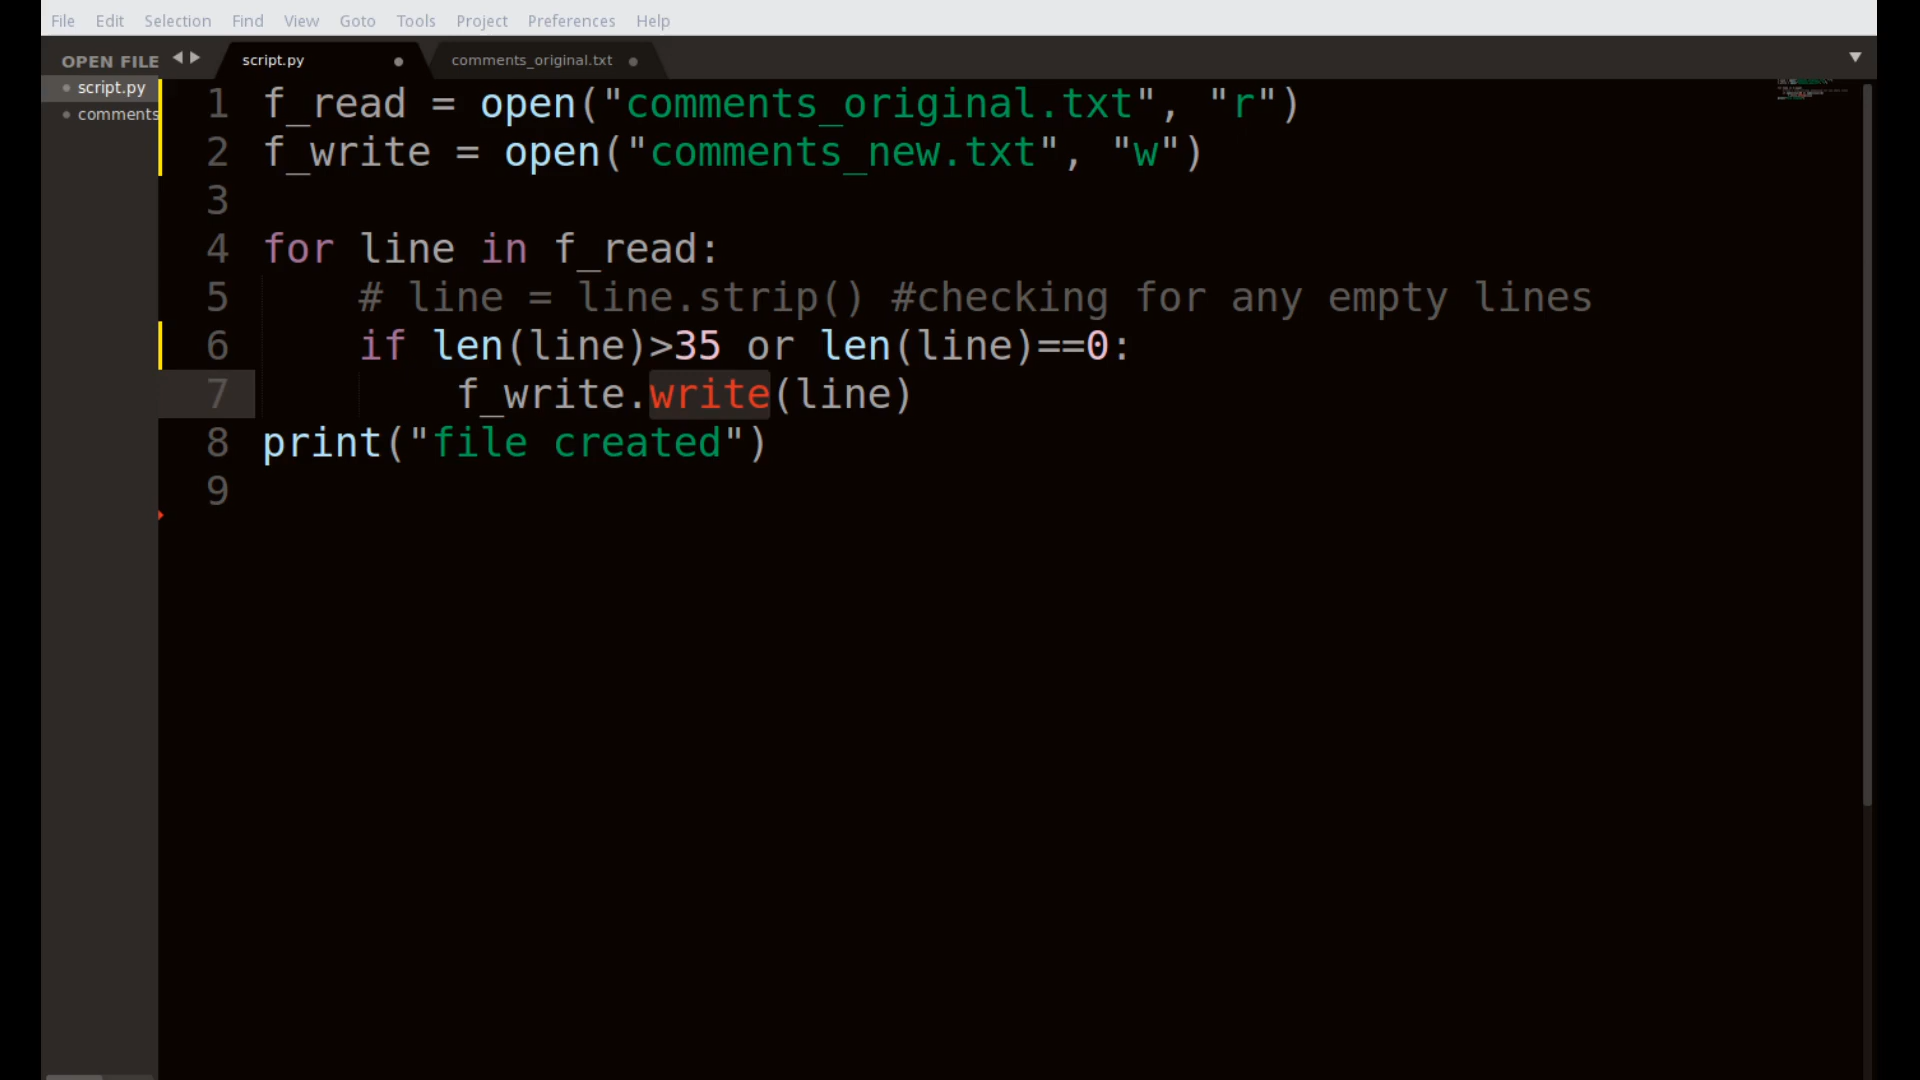 File Edit Selection Find View Goto Tools Project Preferences Help
OPEN FILE
script.py
comments
script.py
comments_original.txt
1 f_read = open("comments_original.txt", "r")
2 f_write = open("comments_new.txt", "w")
3
4 for line in f_read:
5     # line = line.strip() #checking for any empty lines
6     if len(line)>35 or len(line)==0:
7         f_write.write(line)
8 print("file created")
9